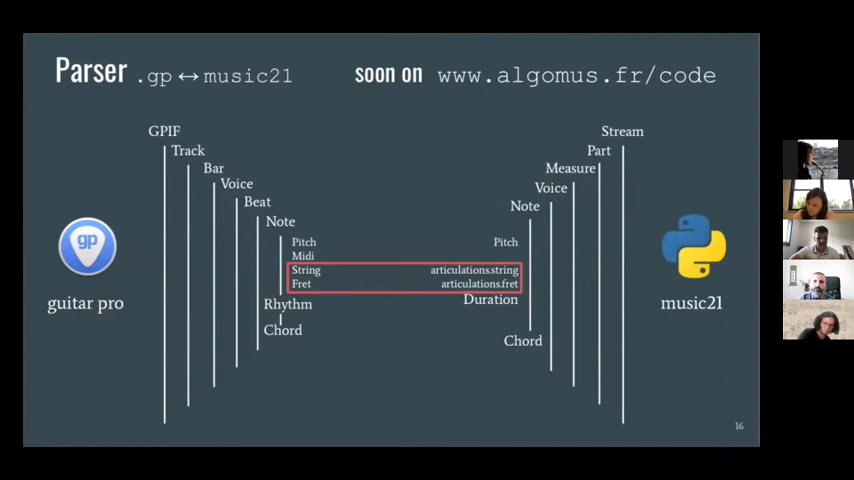 Parser .gp ↔ music21
soon on www.algomus.fr/code
GPIF
Track
Bar
Voice
Beat
Note
Pitch
Midi
String
Fret
Rhythm
Chord
gp
guitar pro
Stream
Part
Measure
Voice
Note
Pitch
articulations.string
articulations.fret
Duration
Chord
music21
16